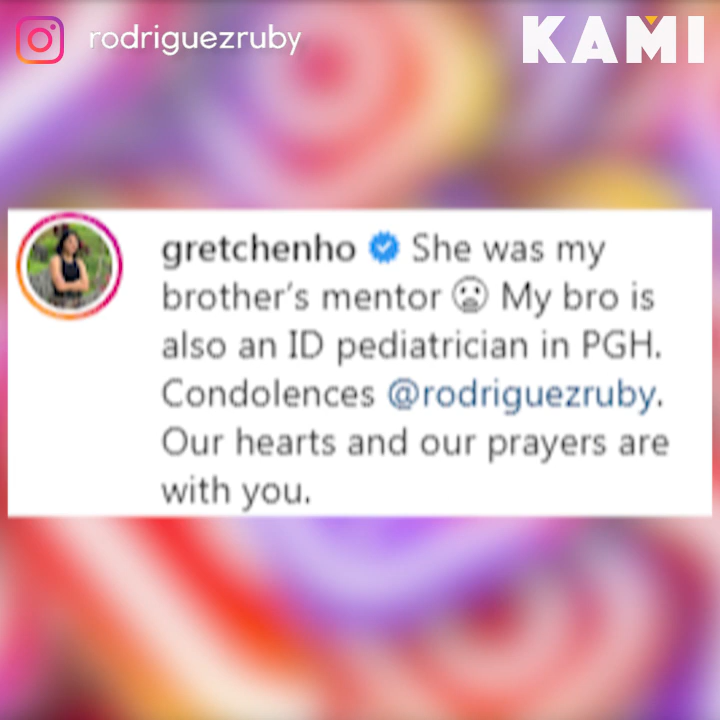 rodriguezruby
KAMI
gretchenho She was my
brother's mentor 😦 My bro is
also an ID pediatrician in PGH.
Condolences @rodriguezruby.
Our hearts and our prayers are
with you.